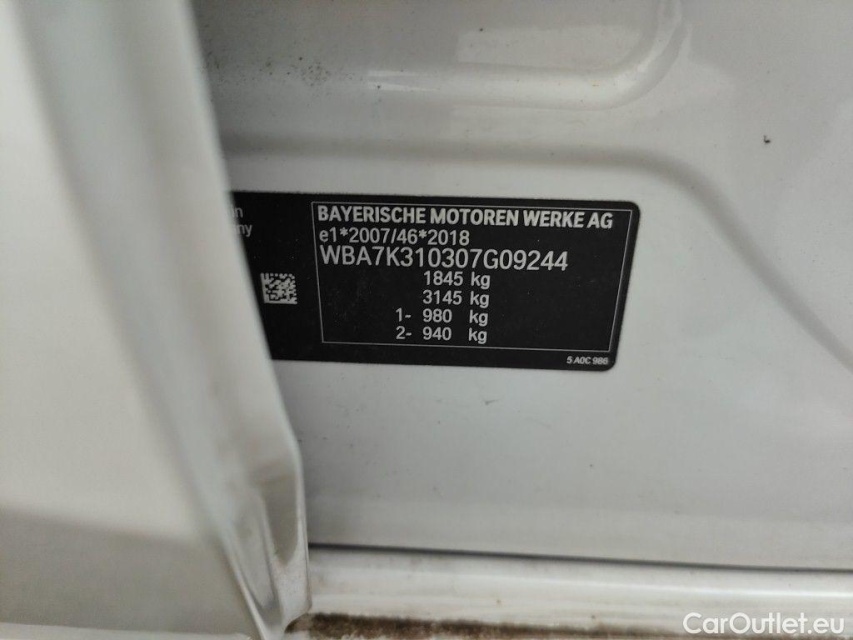 BAYERISCHE MOTOREN WERKE AG
e1*2007/46*2018
WBA7K310307G09244
1845 kg
3145 kg
1- 980 kg
2- 940 kg
5 A0C 986
CarOutlet.eu